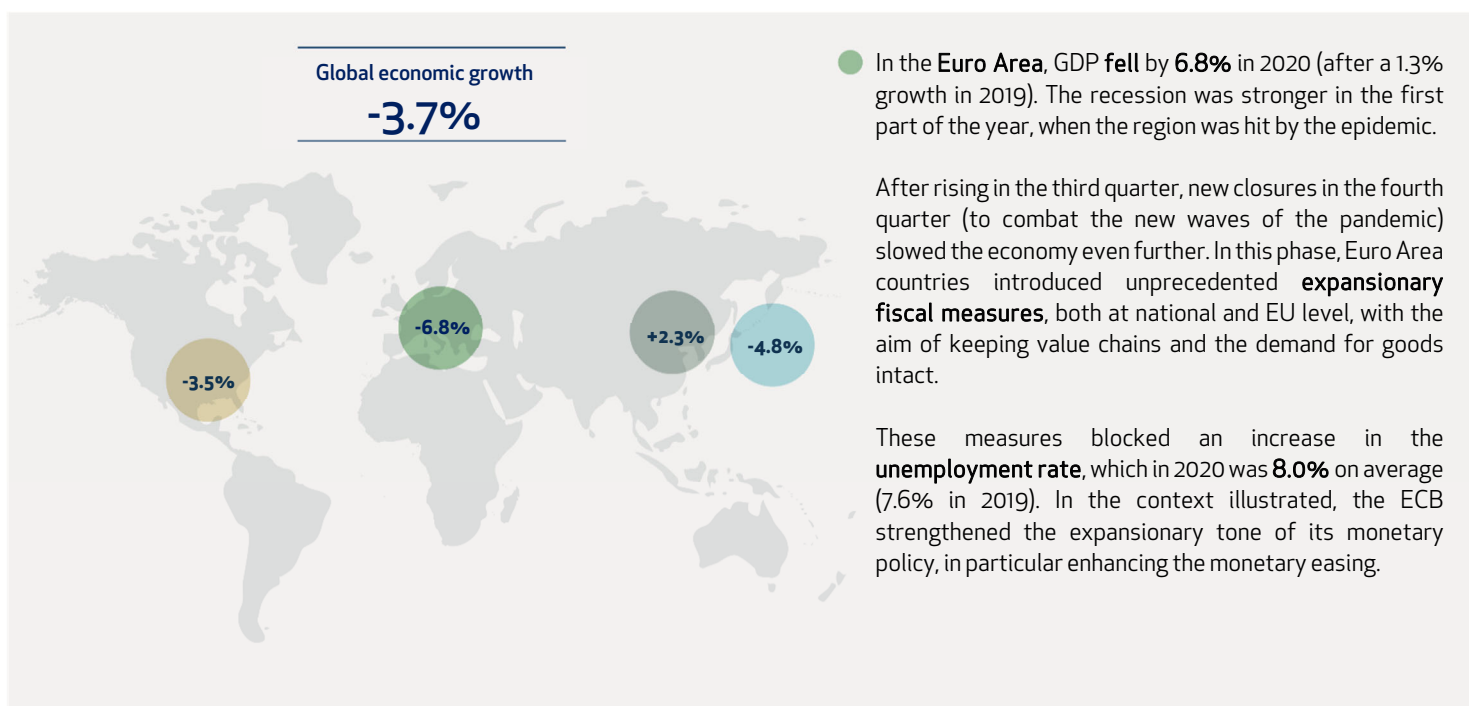 Global economic growth
-3.7%
-6.8%
+2.3%
-4.8%
-3.5%
In the Euro Area, GDP fell by 6.8% in 2020 (after a 1.3%
growth in 2019). The recession was stronger in the first
part of the year, when the region was hit by the epidemic.
After rising in the third quarter, new closures in the fourth
quarter (to combat the new waves of the pandemic)
slowed the economy even further. In this phase, Euro Area
countries introduced unprecedented expansionary
fiscal measures, both at national and EU level, with the
aim of keeping value chains and the demand for goods
intact.
These measures blocked an increase in the
unemployment rate, which in 2020 was 8.0% on average
(7.6% in 2019). In the context illustrated, the ECB
strengthened the expansionary tone of its monetary
policy, in particular enhancing the monetary easing.